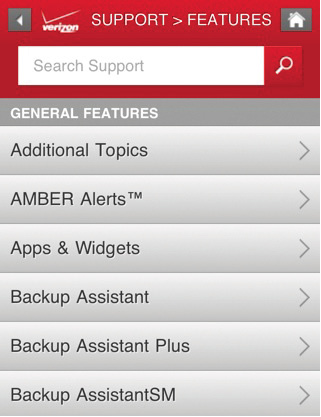 verizon
SUPPORT > FEATURES
Search Support
GENERAL FEATURES
Additional Topics
AMBER Alerts™
Apps & Widgets
Backup Assistant
Backup Assistant Plus
Backup AssistantSM